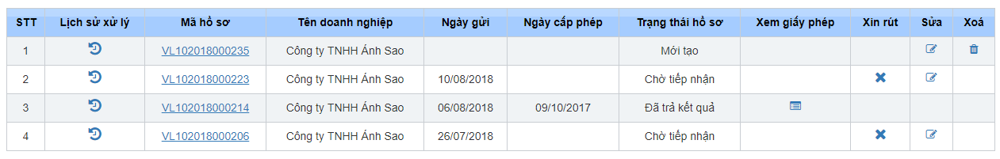 STT Lịch sử xử lý Mã hồ sơ Tên doanh nghiệp Ngày gửi Ngày cấp phép Trạng thái hồ sơ Xem giấy phép Xin rút Sửa Xoá
1 VL102018000235 Công ty TNHH Ánh Sao Mới tạo
2 VL102018000223 Công ty TNHH Ánh Sao 10/08/2018 Chờ tiếp nhận
3 VL102018000214 Công ty TNHH Ánh Sao 06/08/2018 09/10/2017 Đã trả kết quả
4 VL102018000206 Công ty TNHH Ánh Sao 26/07/2018 Chờ tiếp nhận